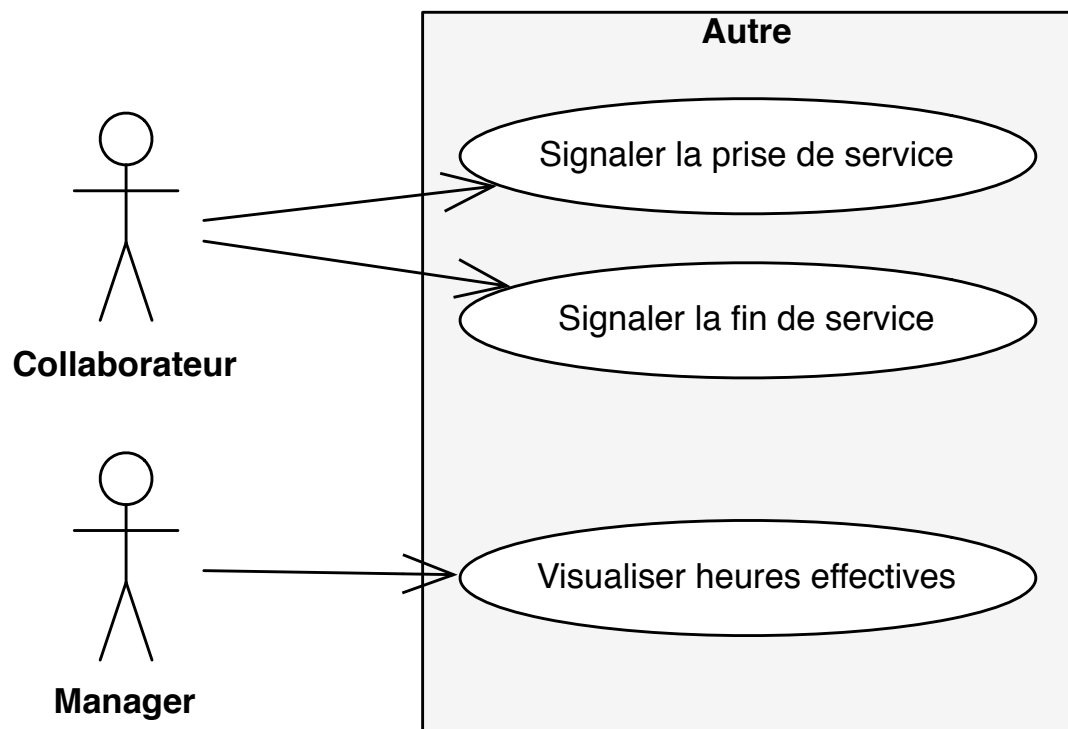 Autre
Signaler la prise de service
Signaler la fin de service
Collaborateur
Visualiser heures effectives
Manager